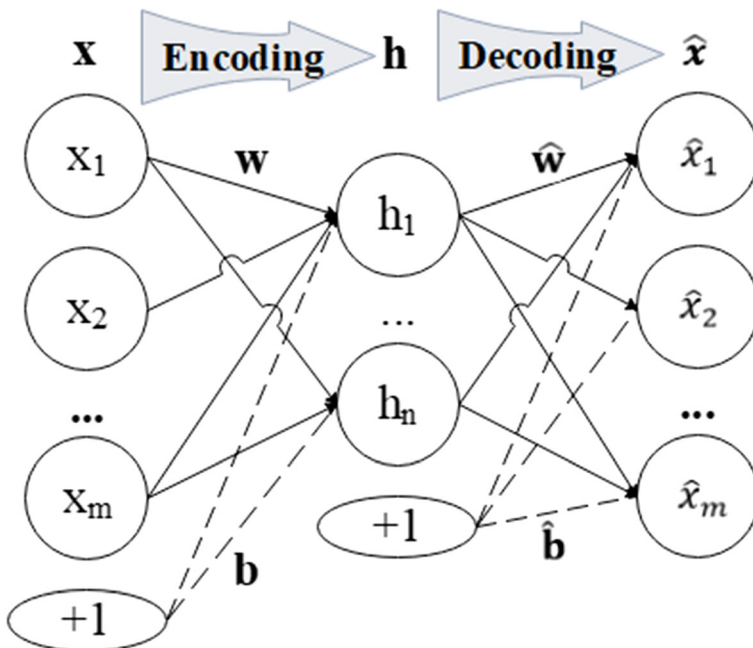 x Encoding h Decoding x̂
w ŵ
x₁ h₁ x̂₁
x₂ x̂₂
... ... ...
xₘ hₙ x̂ₘ
+1 b̂
b
+1